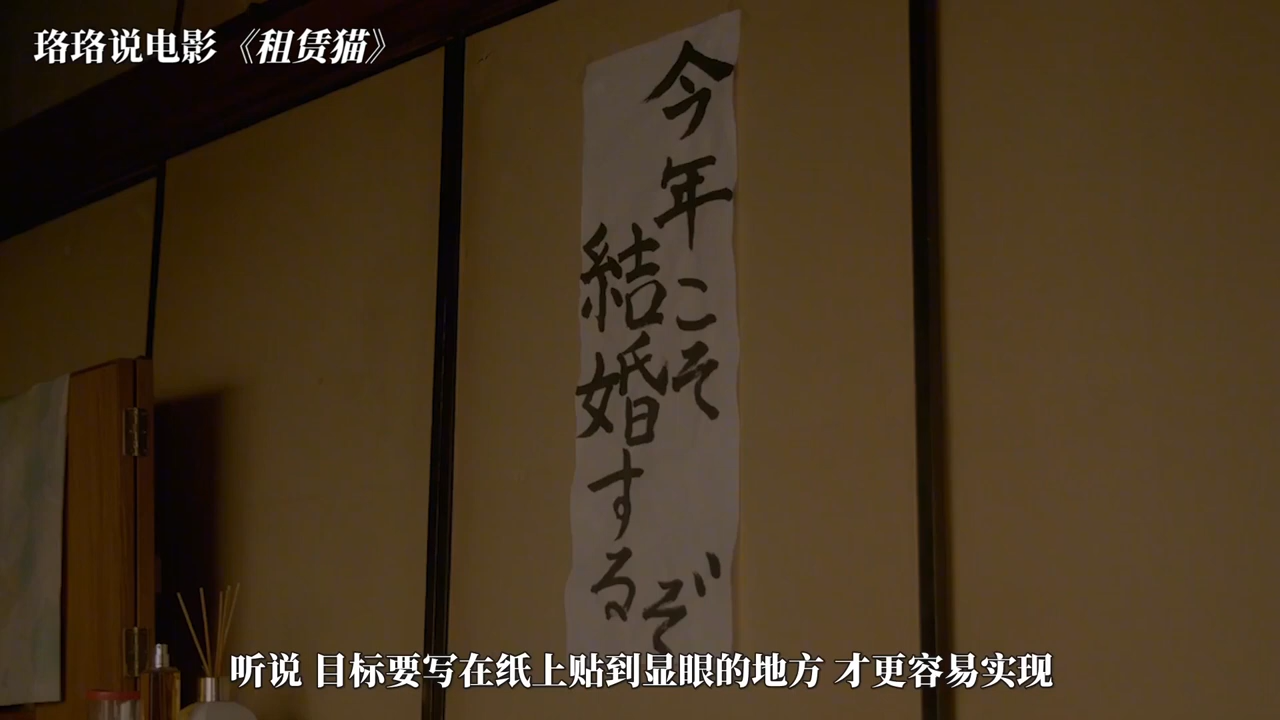 珞珞说电影《租赁猫》
今年こそ
結婚する
ぞ
听说 目标要写在纸上贴到显眼的地方 才更容易实现